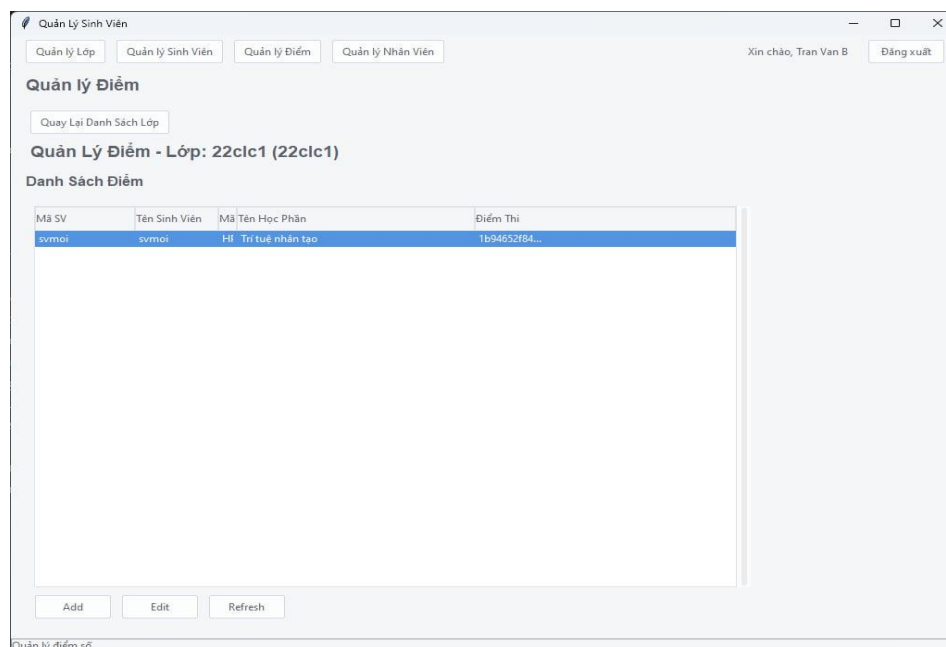 Quản Lý Sinh Viên
Quản lý Lớp Quản lý Sinh Viên Quản lý Điểm Quản lý Nhân Viên Xin chào, Tran Van B Đăng xuất
Quản lý Điểm
Quay Lại Danh Sách Lớp
Quản Lý Điểm - Lớp: 22clc1 (22clc1)
Danh Sách Điểm
Mã SV Tên Sinh Viên Mã Tên Học Phần Điểm Thi
svmoi svmoi HI Trí tuệ nhân tạo 1b94652f84...
Add Edit Refresh
Quản lý điểm số